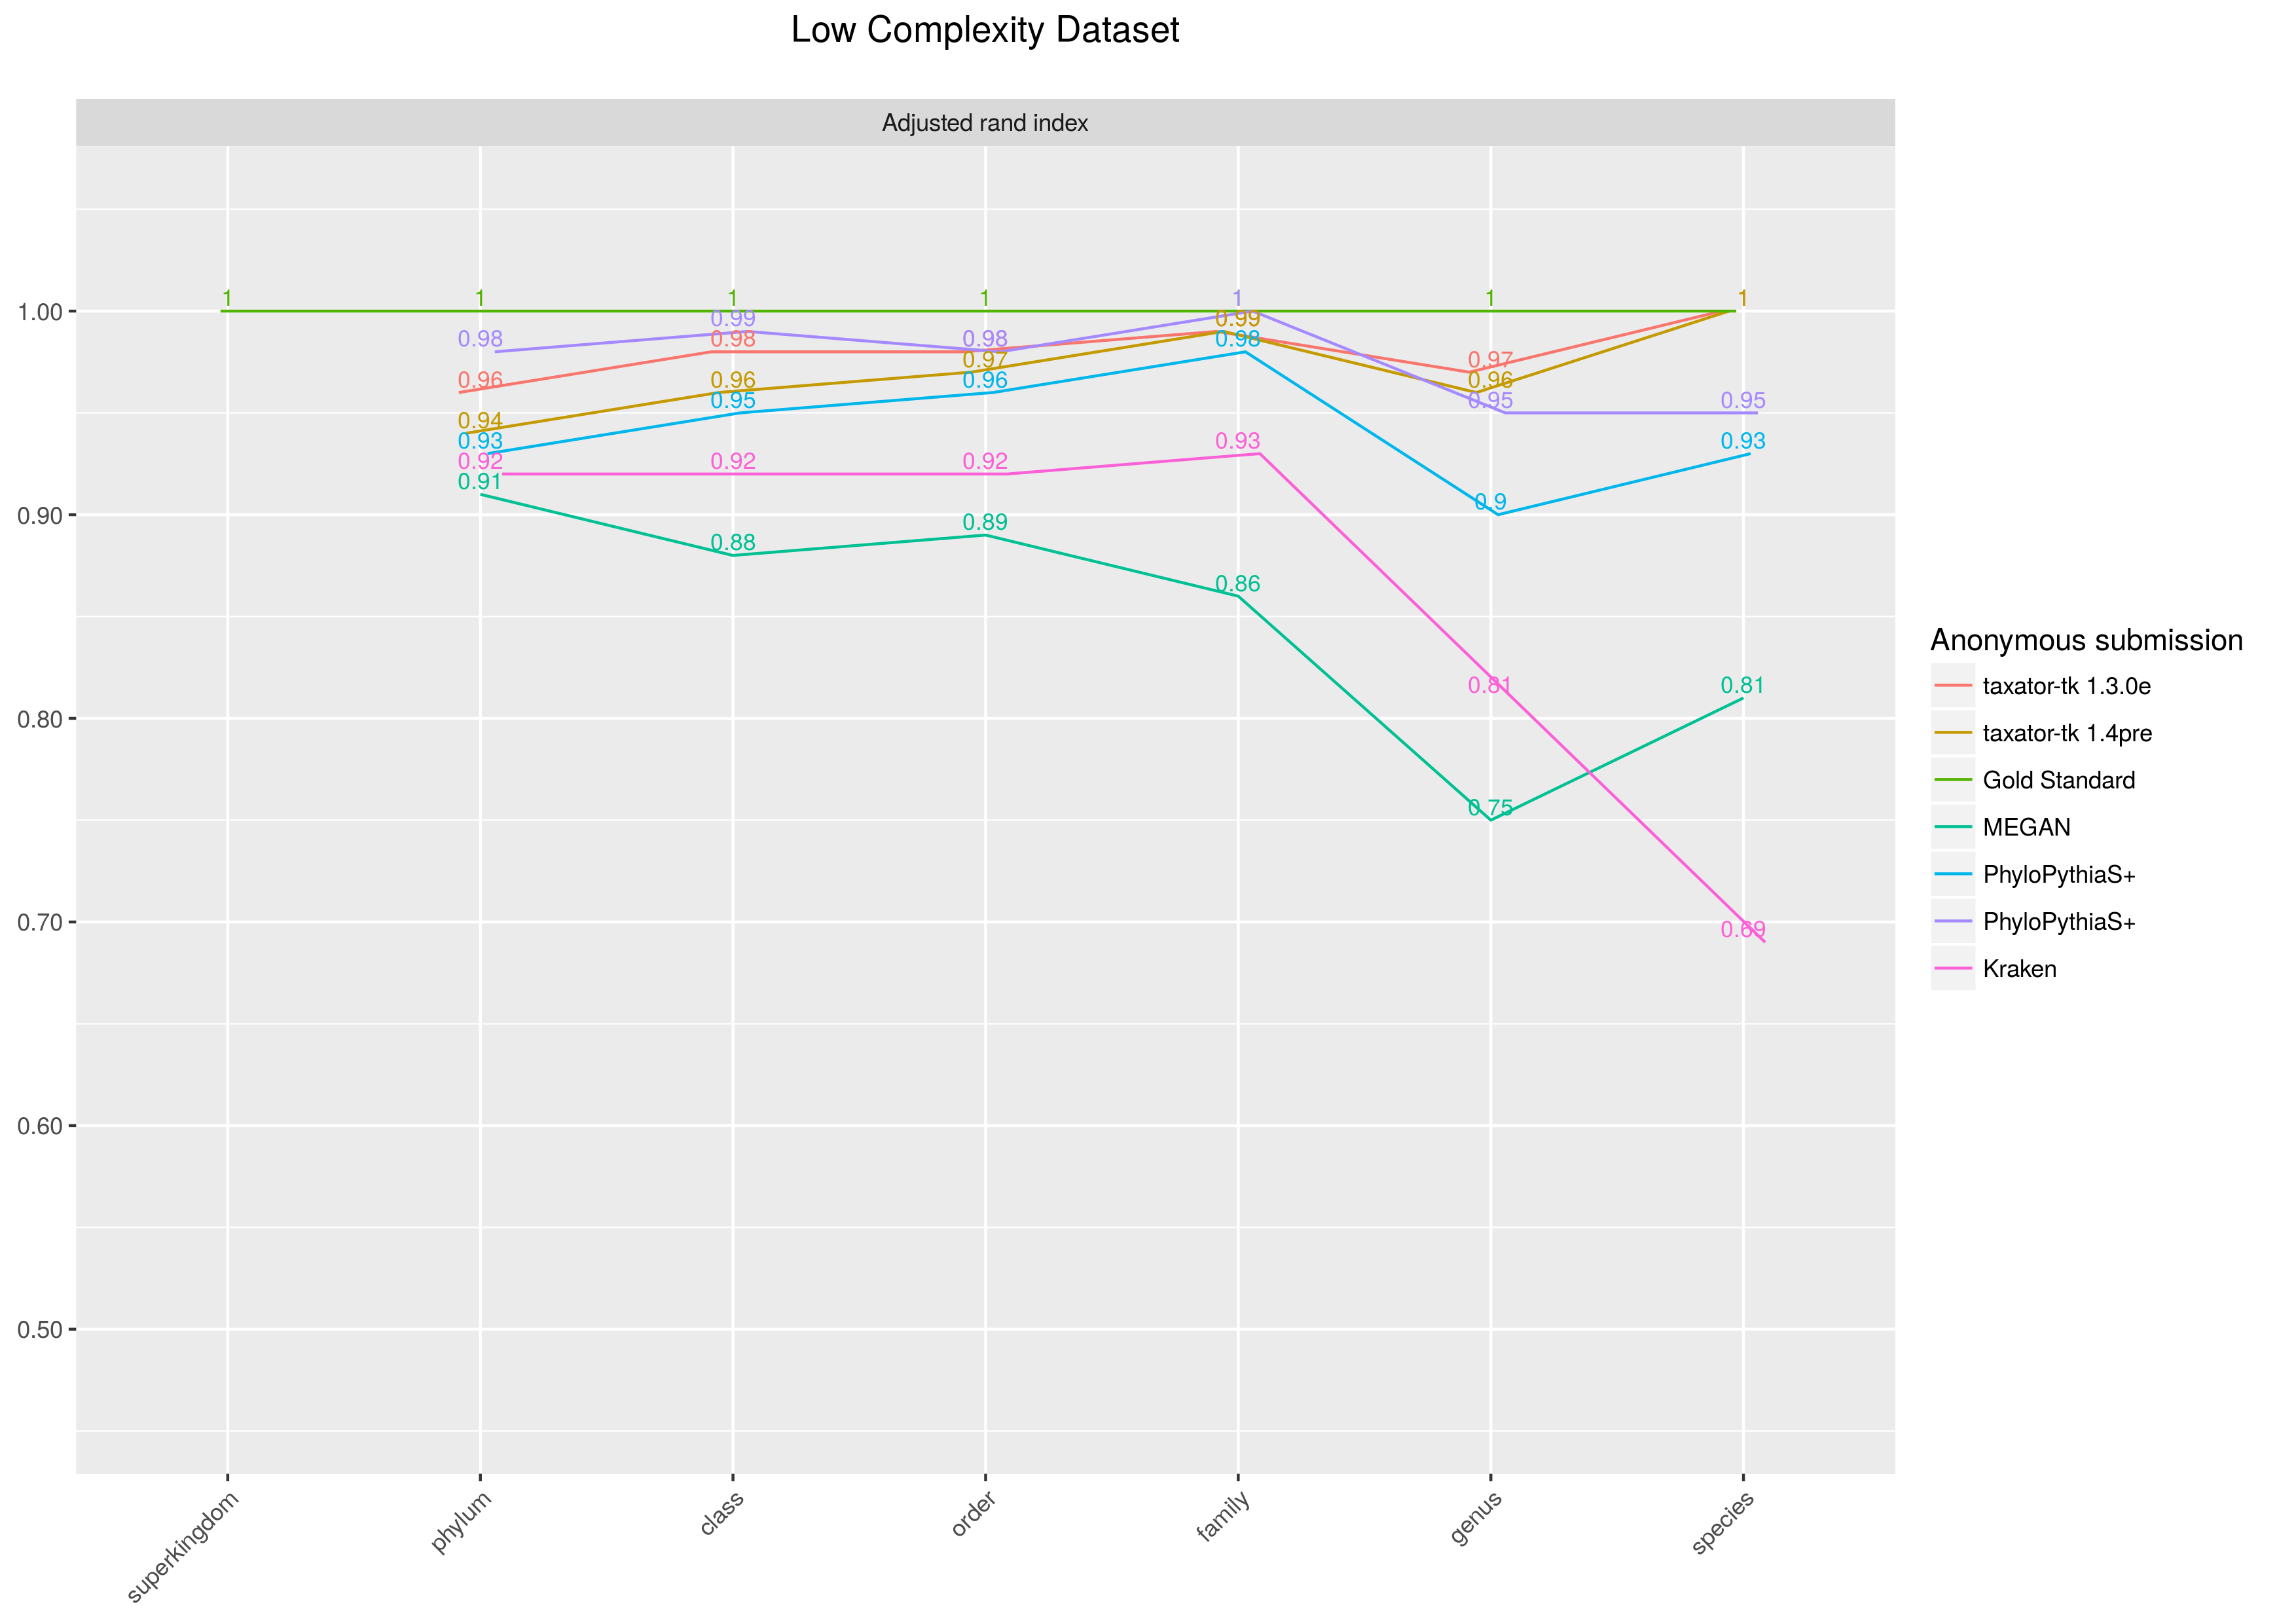 Low Complexity Dataset
Adjusted rand index
1 1 1 1 1 1 1
1.00
0.98 0.99 0.98 0.99 0.97 0.95
0.96 0.98 0.97 0.98 0.96 0.93
0.94 0.96 0.96 0.93 0.95
0.93 0.95 0.92 0.9
0.92 0.92
0.91
0.90
0.88 0.89 0.86
0.81 0.81
0.80
0.75
0.70
0.69
0.60
0.50
superkingdom
phylum
class
order
family
genus
species
Anonymous submission
taxator-tk 1.3.0e
taxator-tk 1.4pre
Gold Standard
MEGAN
PhyloPythiaS+
PhyloPythiaS+
Kraken